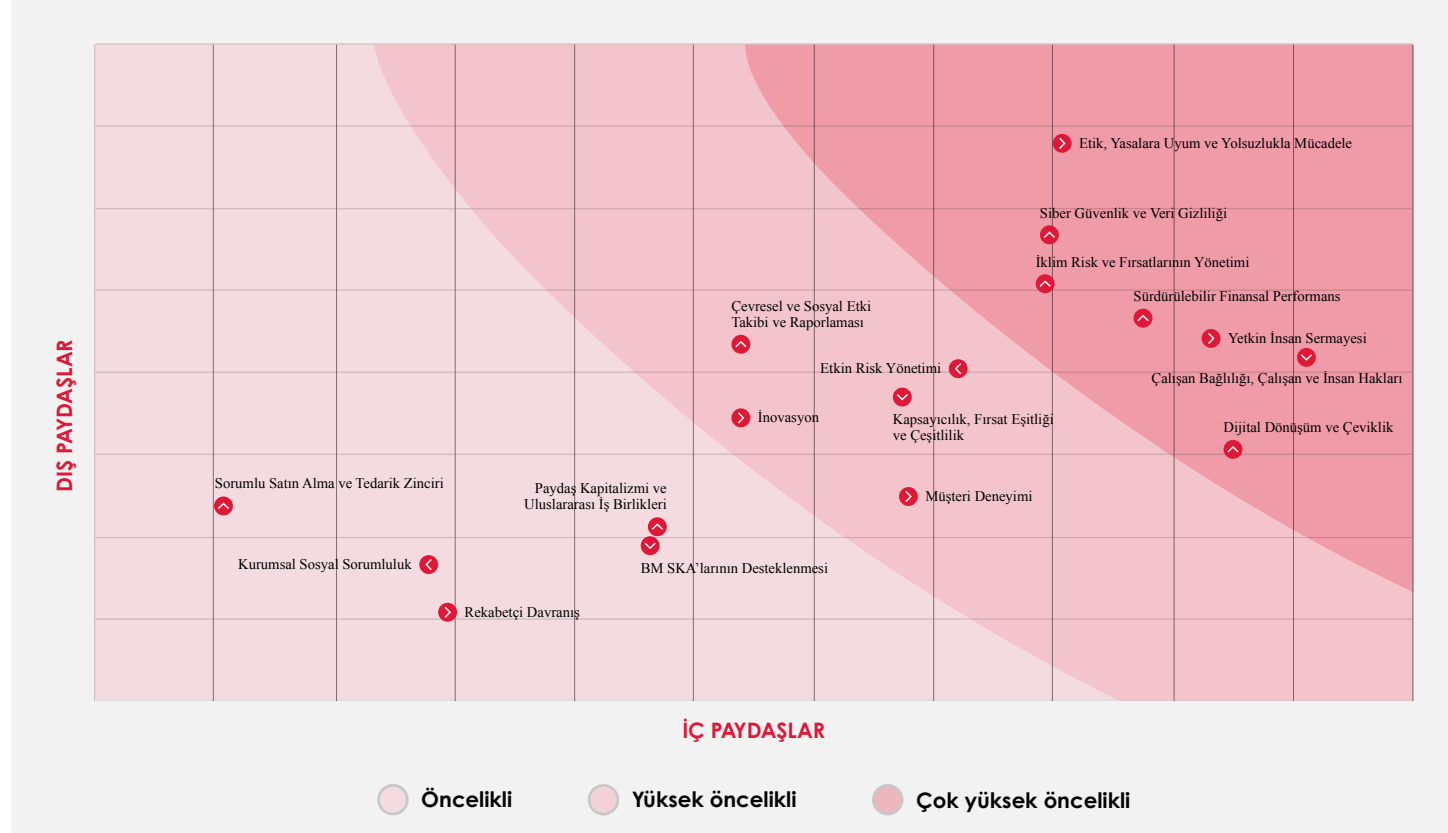 Etik, Yasalara Uyum ve Yolsuzlukla Mücadele
Siber Güvenlik ve Veri Gizliliği
İklim Risk ve Fırsatlarının Yönetimi
Sürdürülebilir Finansal Performans
Çevresel ve Sosyal Etki
Takibi ve Raporlaması
Yetkin İnsan Sermayesi
Etkin Risk Yönetimi
Çalışan Bağlılığı, Çalışan ve İnsan Hakları
İnovasyon
Kapsayıcılık, Fırsat Eşitliği
ve Çeşitlilik
Dijital Dönüşüm ve Çeviklik
DIŞ PAYDAŞLAR
Sorumlu Satın Alma ve Tedarik Zinciri
Paydaş Kapitalizmi ve
Uluslararası İş Birlikleri
Müşteri Deneyimi
Kurumsal Sosyal Sorumluluk
BM SKA’larının Desteklenmesi
Rekabetçi Davranış
İÇ PAYDAŞLAR
Öncelikli
Yüksek öncelikli
Çok yüksek öncelikli